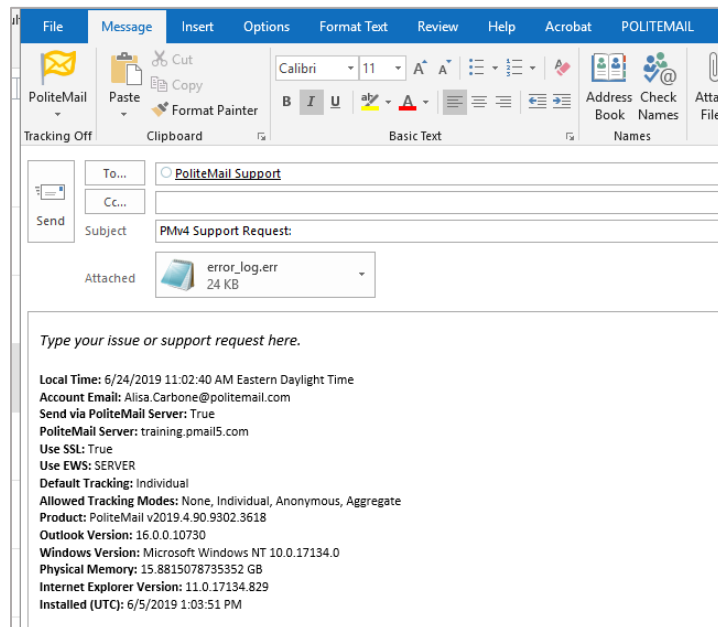 File Message Insert Options Format Text Review Help Acrobat POLITEMAIL
Cut
Copy
Format Painter
PoliteMail
Paste
Calibri 11 A A
B I U aby A
Address Book
Check Names
Tracking Off Clipboard Basic Text Names
To... PoliteMail Support
Cc...
Send
Subject PMv4 Support Request:
Attached error_log.err
24 KB
Type your issue or support request here.
Local Time: 6/24/2019 11:02:40 AM Eastern Daylight Time
Account Email: Alisa.Carbone@politemail.com
Send via PoliteMail Server: True
PoliteMail Server: training.pmail5.com
Use SSL: True
Use EWS: SERVER
Default Tracking: Individual
Allowed Tracking Modes: None, Individual, Anonymous, Aggregate
Product: PoliteMail v2019.4.90.9302.3618
Outlook Version: 16.0.0.10730
Windows Version: Microsoft Windows NT 10.0.17134.0
Physical Memory: 15.8815078735352 GB
Internet Explorer Version: 11.0.17134.829
Installed (UTC): 6/5/2019 1:03:51 PM